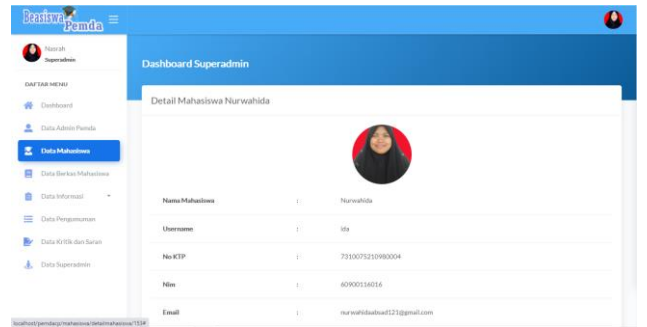 Beasiswa
Pemda
Nasrah
Superadmin
DAFTAR MENU
Dashboard
Data Admin Pemda
Data Mahasiswa
Data Berkas Mahasiswa
Data Informasi
Data Pengumuman
Data Kritik dan Saran
Data Superadmin
Dashboard Superadmin
Detail Mahasiswa Nurwahida
Nama Mahasiswa : Nurwahida
Username :
No KTP : 7310075210980004
Nim : 60900116016
Email : nurwahidaabsad121@gmail.com
localhost/pemdacp/mahasiswa/detailmahasiswa/153#